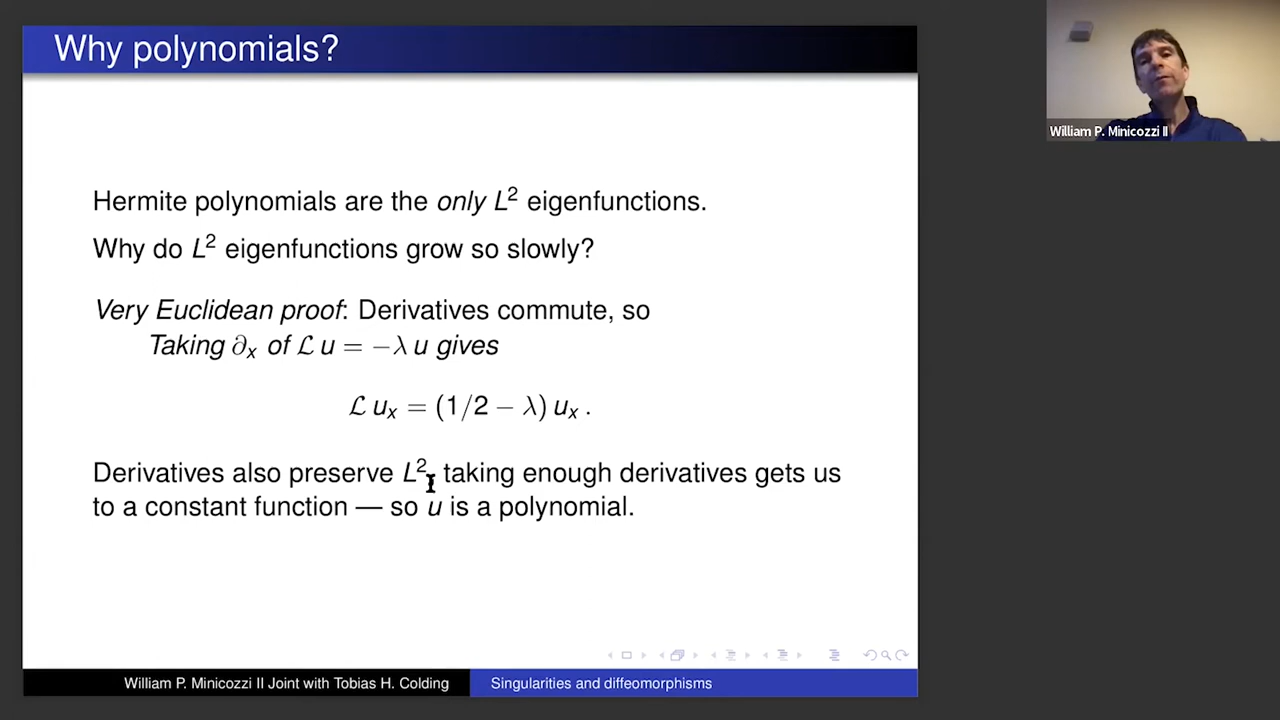 Why polynomials?
William P. Minicozzi II
Hermite polynomials are the only L² eigenfunctions.
Why do L² eigenfunctions grow so slowly?
Very Euclidean proof: Derivatives commute, so
Taking ∂ₓ of ℒ u = −λ u gives
ℒ uₓ = (1/2 − λ) uₓ .
Derivatives also preserve L², taking enough derivatives gets us
to a constant function — so u is a polynomial.
William P. Minicozzi II Joint with Tobias H. Colding
Singularities and diffeomorphisms